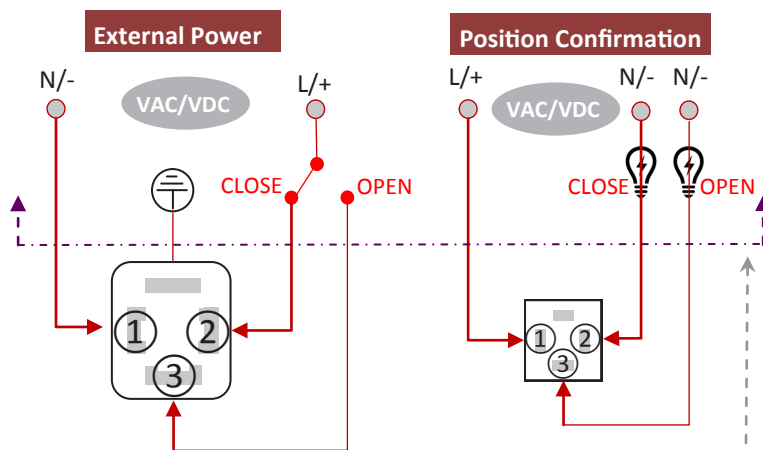 External Power
Position Confirmation
N/-
VAC/VDC
L/+
L/+
VAC/VDC
N/-
N/-
CLOSE
OPEN
CLOSE
OPEN
1
2
3
1
2
3